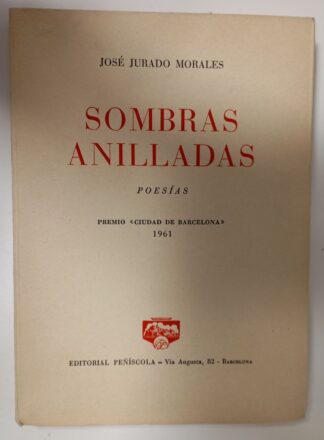 JOSÉ JURADO MORALES
SOMBRAS
ANILLADAS
POESÍAS
PREMIO «CIUDAD DE BARCELONA»
1961
EDITORIAL PEÑÍSCOLA – Vía Augusta, 82 - BARCELONA